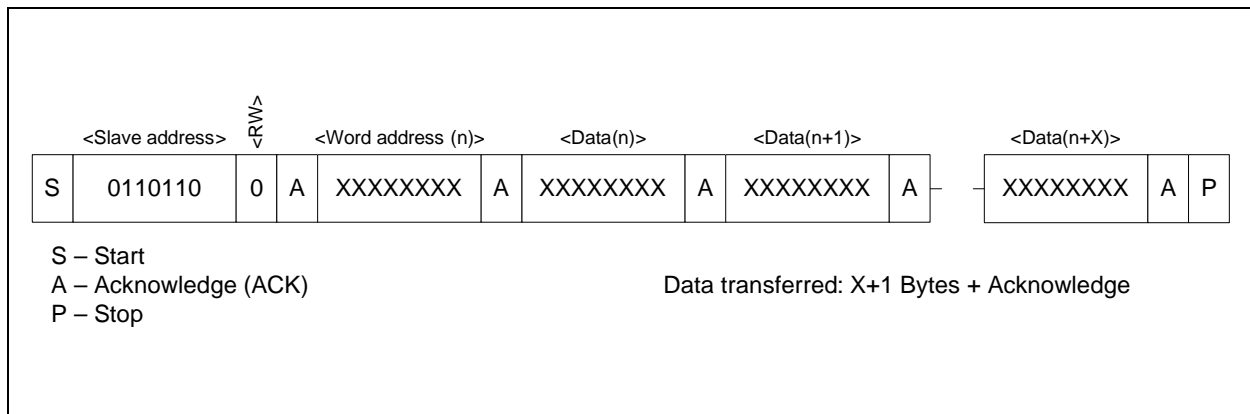 <Slave address> <RW> <Word address (n)> <Data(n)> <Data(n+1)> <Data(n+X)>
S 0110110 0 A XXXXXXXX A XXXXXXXX A XXXXXXXX A XXXXXXXX A P
S – Start
A – Acknowledge (ACK) Data transferred: X+1 Bytes + Acknowledge
P – Stop